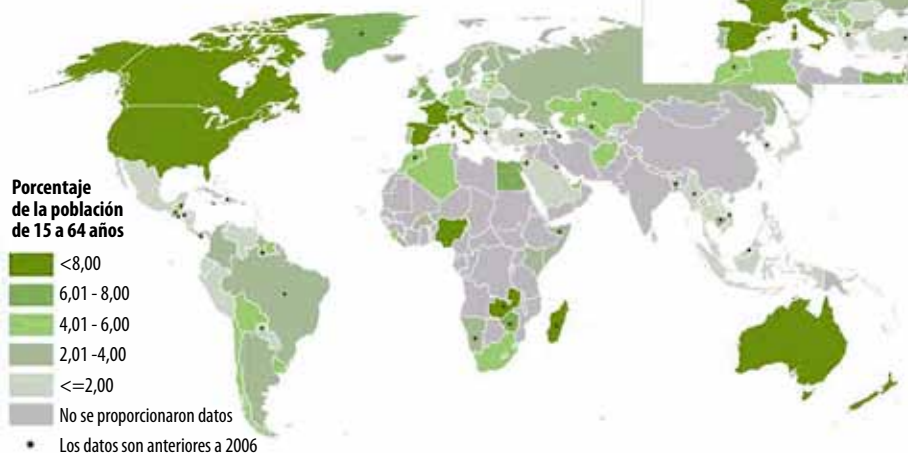 Porcentaje
de la población
de 15 a 64 años
<8,00
6,01 - 8,00
4,01 - 6,00
2,01 -4,00
<=2,00
No se proporcionaron datos
Los datos son anteriores a 2006